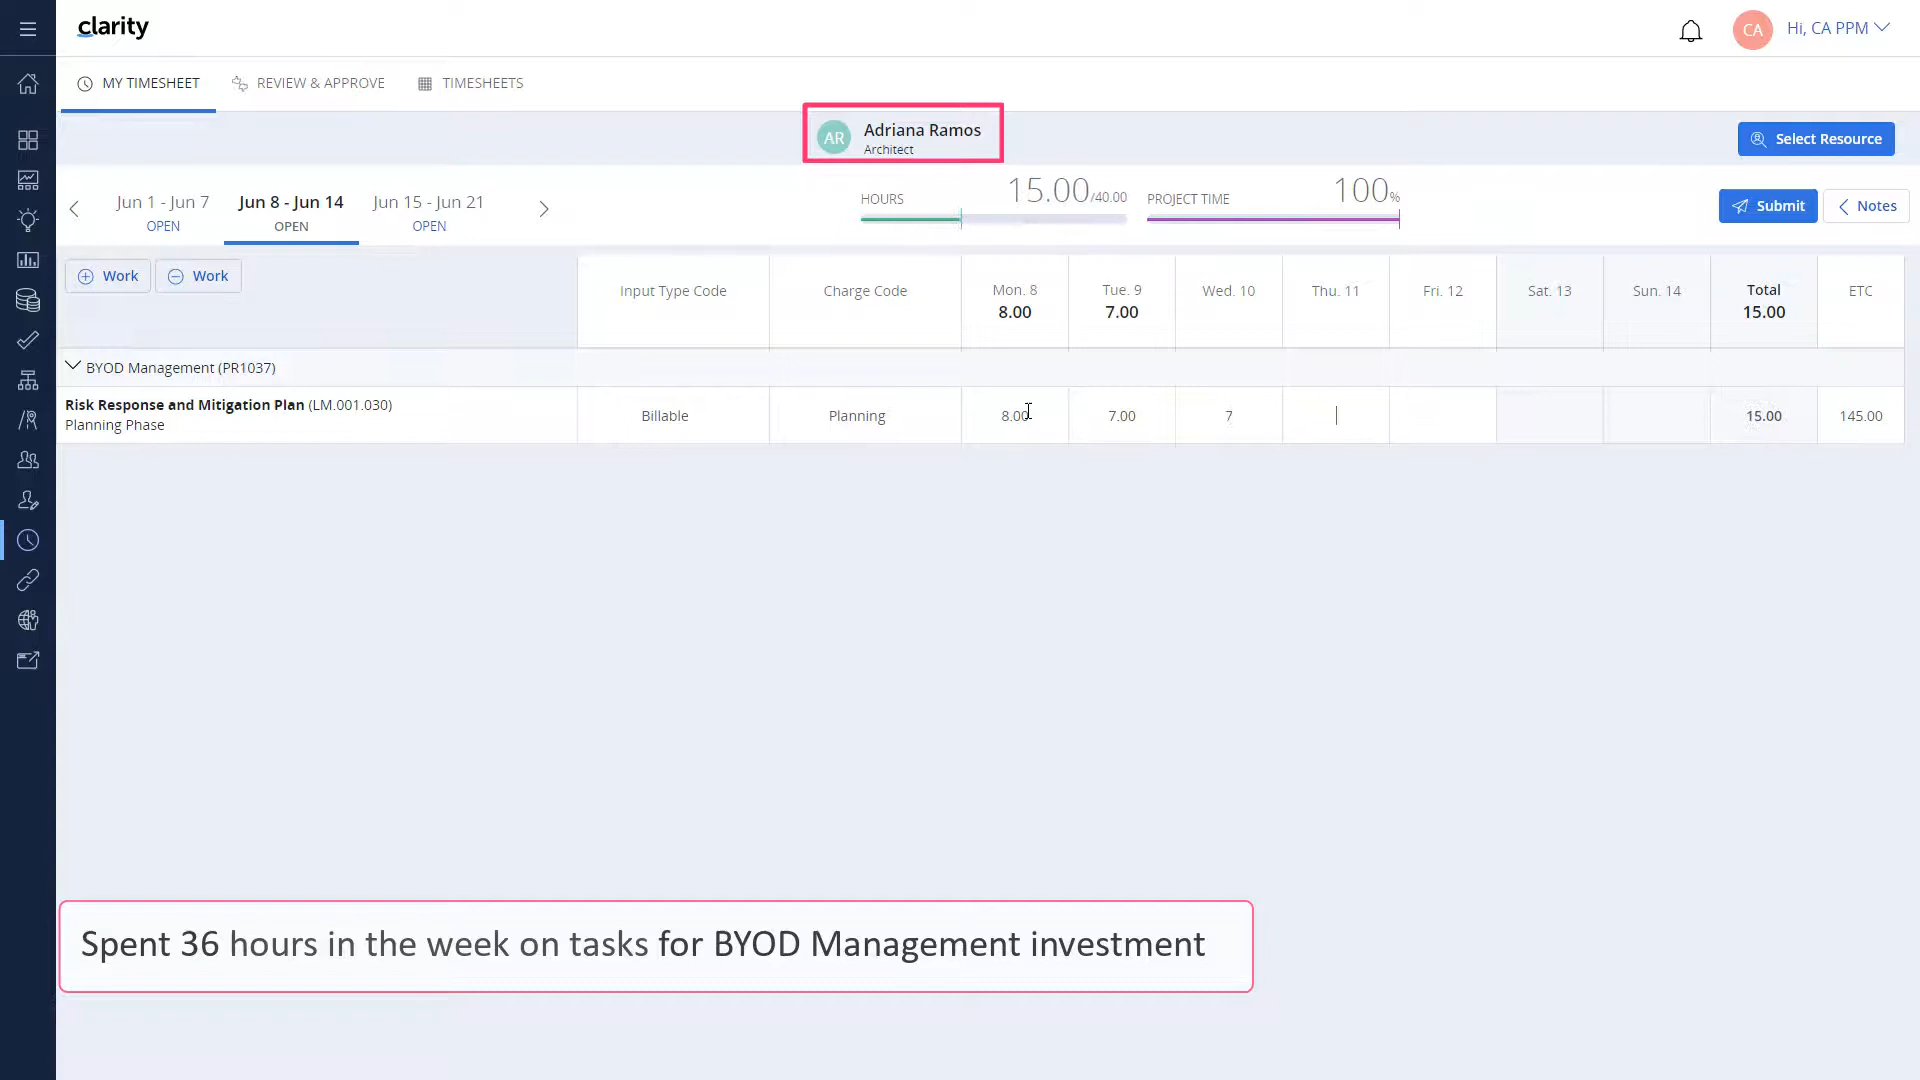 clarity
CA
Hi, CA PPM
MY TIMESHEET
REVIEW & APPROVE
TIMESHEETS
AR
Adriana Ramos
Architect
Select Resource
Jun 1 - Jun 7
OPEN
Jun 8 - Jun 14
OPEN
Jun 15 - Jun 21
OPEN
HOURS
15.00/40.00
PROJECT TIME
100%
Submit
Notes
Work
Work
Input Type Code
Charge Code
Mon. 8
8.00
Tue. 9
7.00
Wed. 10
Thu. 11
Fri. 12
Sat. 13
Sun. 14
Total
15.00
ETC
BYOD Management (PR1037)
Risk Response and Mitigation Plan (LM.001.030)
Planning Phase
Billable
Planning
8.00
7.00
7
15.00
145.00
Spent 36 hours in the week on tasks for BYOD Management investment